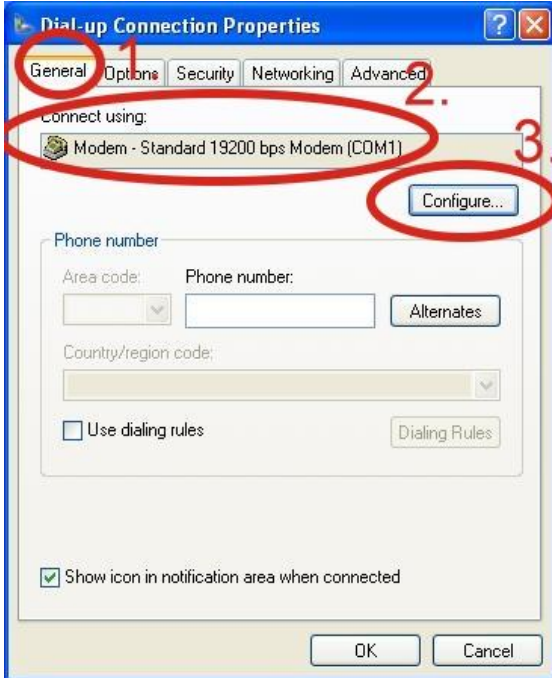 Dial-up Connection Properties
1.
General Options Security Networking Advanced
2.
Connect using:
Modem - Standard 19200 bps Modem (COM1)
3.
Configure...
Phone number
Area code: Phone number:
Alternates
Country/region code:
Use dialing rules
Dialing Rules
Show icon in notification area when connected
OK Cancel